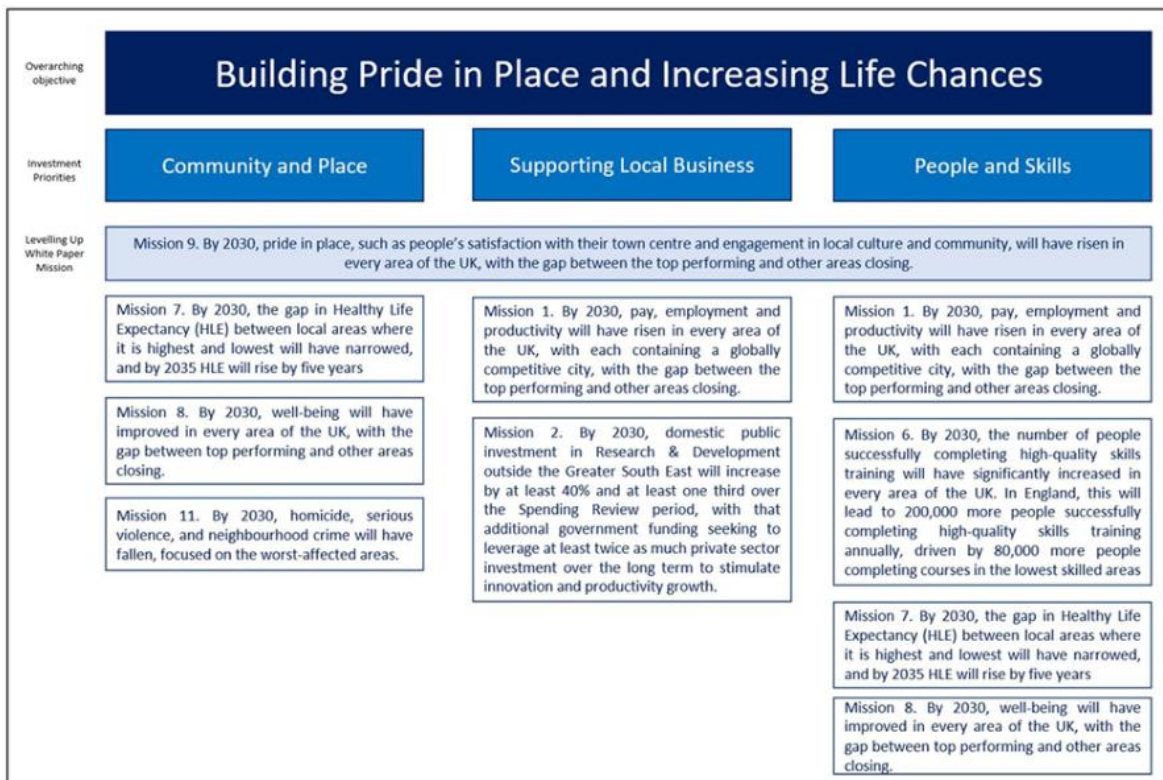 Overarching
objective
Building Pride in Place and Increasing Life Chances
Investment
Priorities
Community and Place
Supporting Local Business
People and Skills
Levelling Up
White Paper
Mission
Mission 9. By 2030, pride in place, such as people's satisfaction with their town centre and engagement in local culture and community, will have risen in
every area of the UK, with the gap between the top performing and other areas closing.
Mission 7. By 2030, the gap in Healthy Life
Expectancy (HLE) between local areas where
it is highest and lowest will have narrowed,
and by 2035 HLE will rise by five years
Mission 8. By 2030, well-being will have
improved in every area of the UK, with the
gap between top performing and other areas
closing.
Mission 11. By 2030, homicide, serious
violence, and neighbourhood crime will have
fallen, focused on the worst-affected areas.
Mission 1. By 2030, pay, employment and
productivity will have risen in every area of
the UK, with each containing a globally
competitive city, with the gap between the
top performing and other areas closing.
Mission 2. By 2030, domestic public
investment in Research & Development
outside the Greater South East will increase
by at least 40% and at least one third over
the Spending Review period, with that
additional government funding seeking to
leverage at least twice as much private sector
investment over the long term to stimulate
innovation and productivity growth.
Mission 1. By 2030, pay, employment and
productivity will have risen in every area of
the UK, with each containing a globally
competitive city, with the gap between the
top performing and other areas closing.
Mission 6. By 2030, the number of people
successfully completing high-quality skills
training will have significantly increased in
every area of the UK. In England, this will
lead to 200,000 more people successfully
completing high-quality skills training
annually, driven by 80,000 more people
completing courses in the lowest skilled areas
Mission 7. By 2030, the gap in Healthy Life
Expectancy (HLE) between local areas where
it is highest and lowest will have narrowed,
and by 2035 HLE will rise by five years
Mission 8. By 2030, well-being will have
improved in every area of the UK, with the
gap between top performing and other areas
closing.